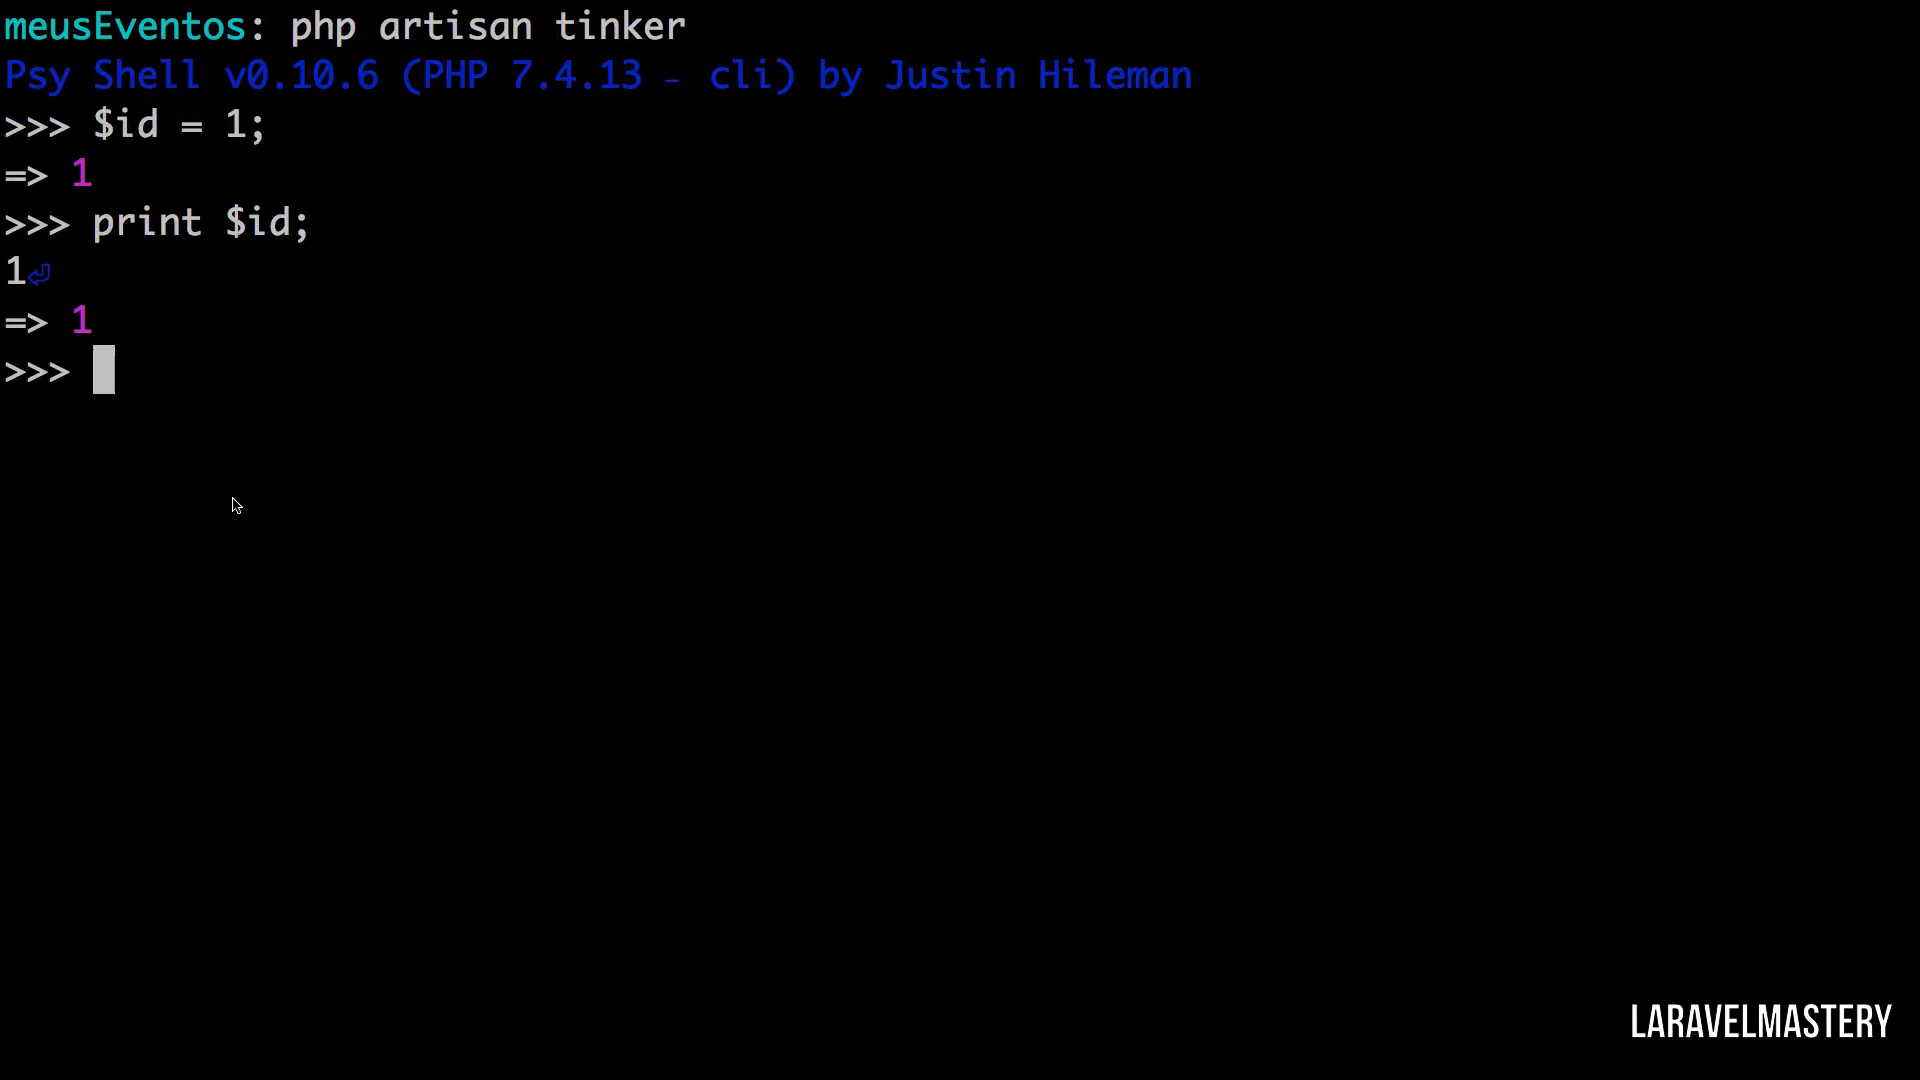 meusEventos: php artisan tinker
Psy Shell v0.10.6 (PHP 7.4.13 — cli) by Justin Hileman
>>> $id = 1;
=> 1
>>> print $id;
1⏎
=> 1
>>>
LARAVELMASTERY